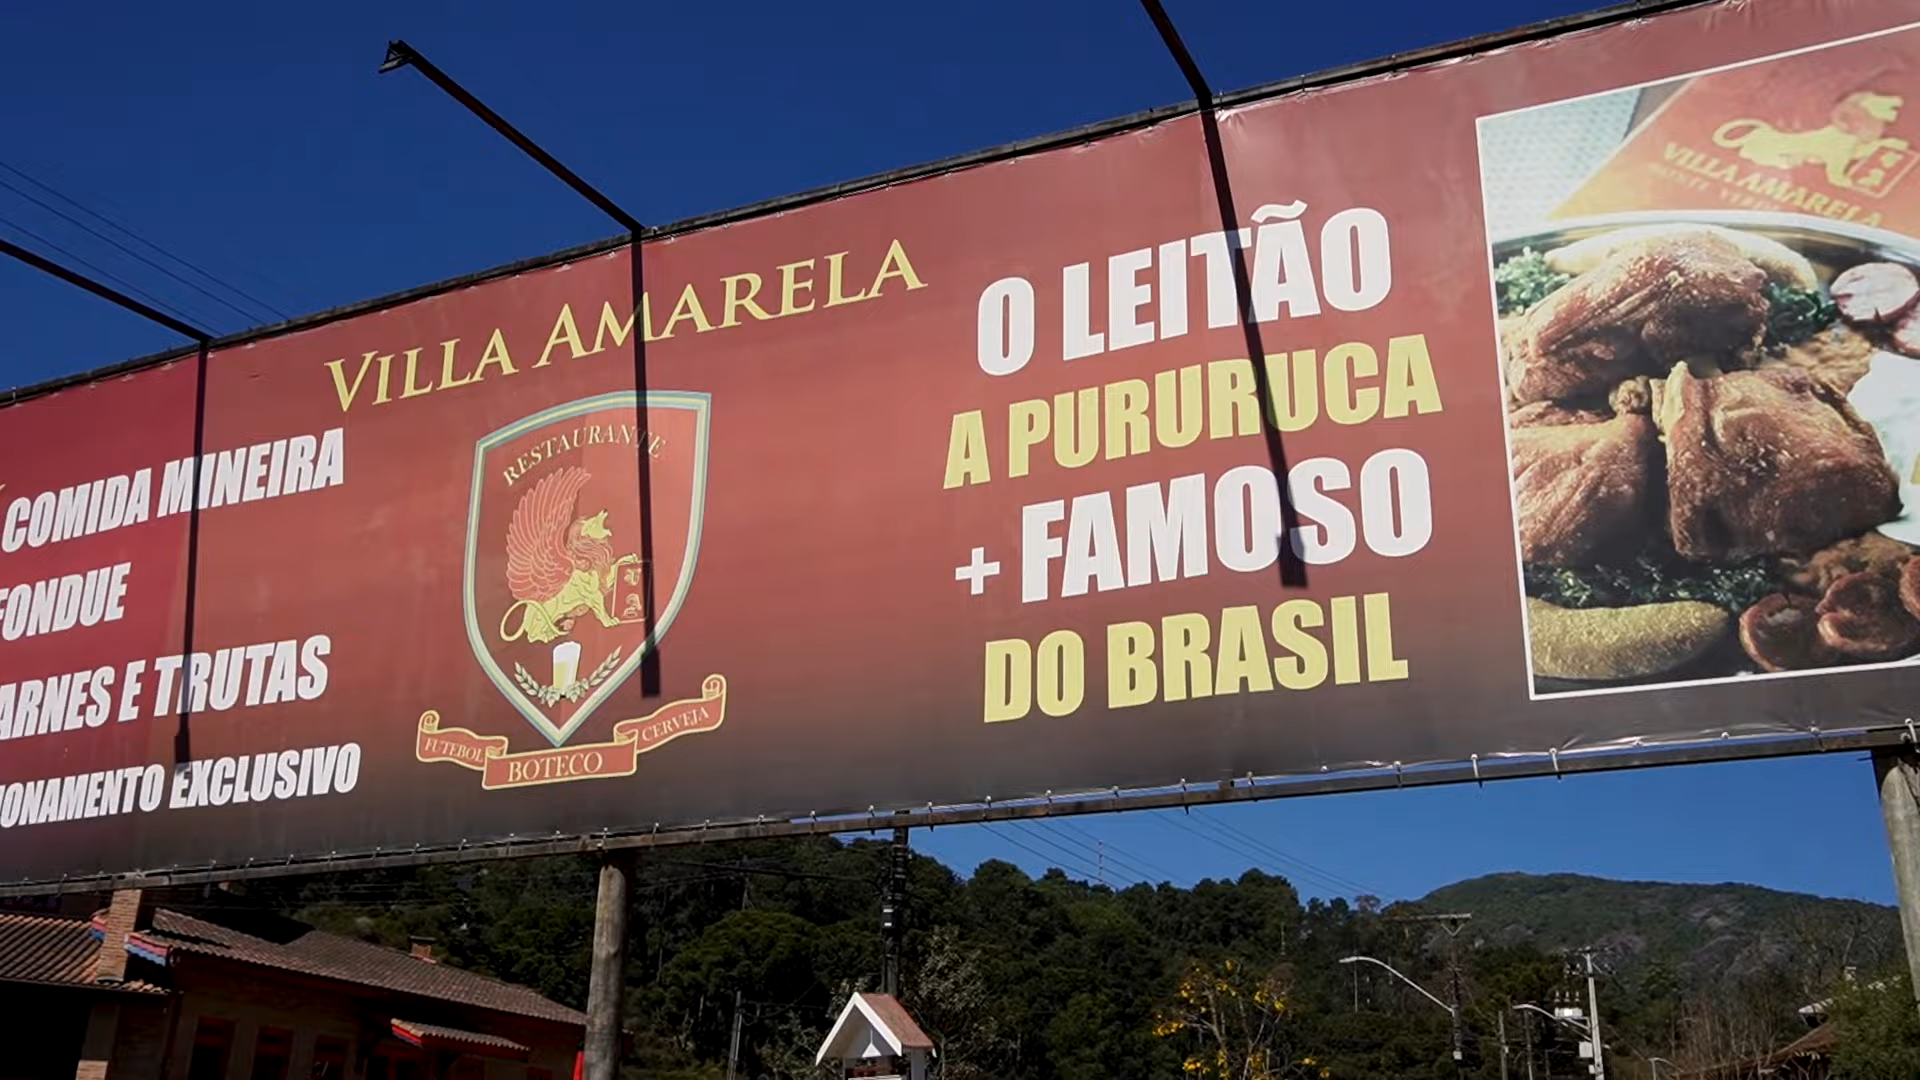 COMIDA MINEIRA
FONDUE
ARNES E TRUTAS
IONAMENTO EXCLUSIVO
VILLA AMARELA
RESTAURANTE
FUTEBOL
BOTECO
CERVEJA
O LEITÃO
A PURURUCA
+ FAMOSO
DO BRASIL
VILLA AMARELA